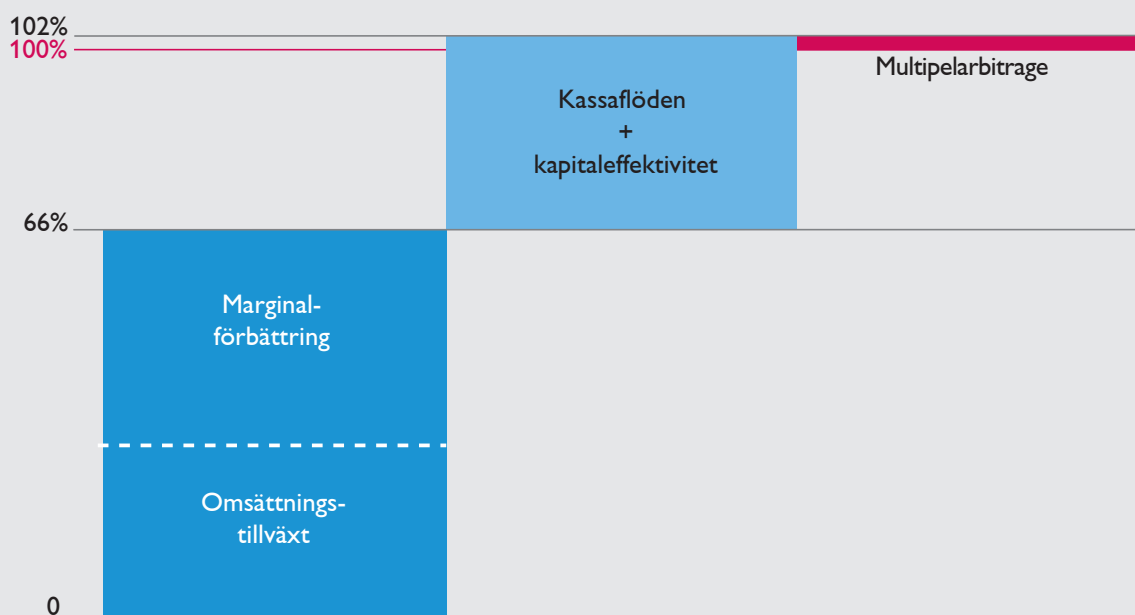 102%
100%
Multipelarbitrage
Kassaflöden
+
kapitaleffektivitet
66%
Marginal-
förbättring
Omsättnings-
tillväxt
0